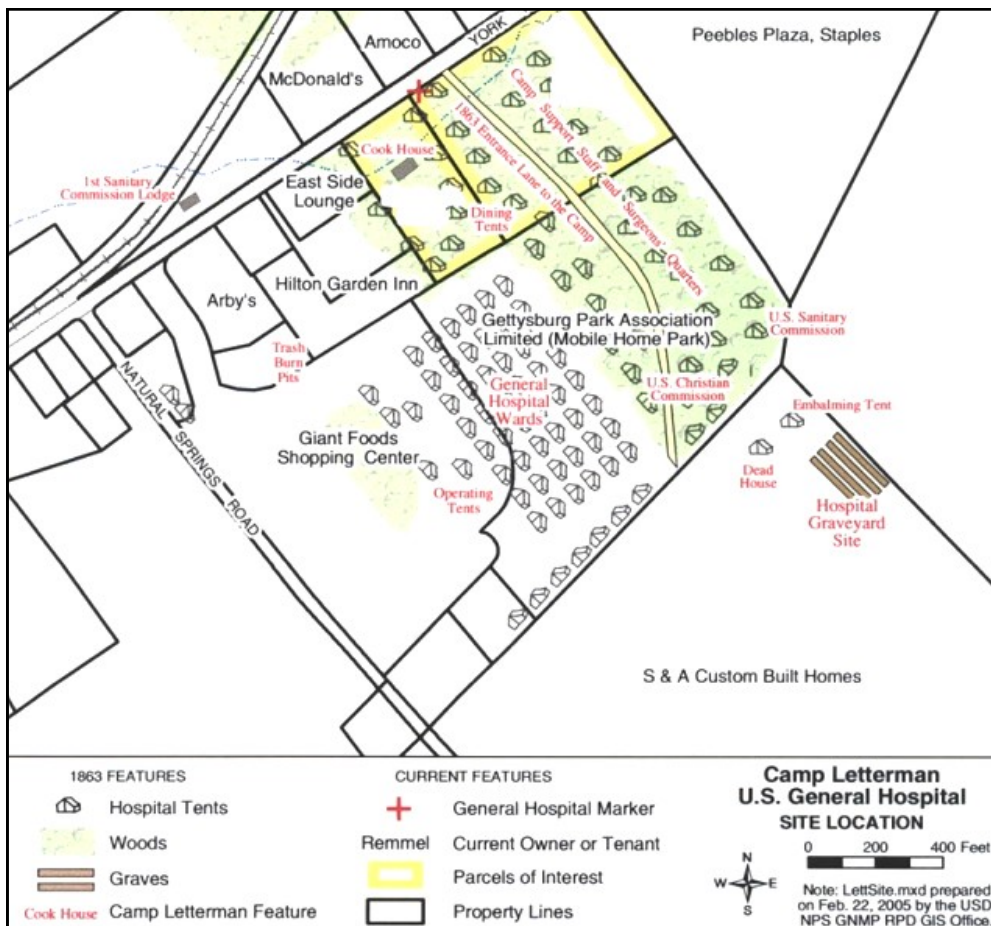 Amoco
YORK
Peebles Plaza, Staples
McDonald's
Camp Support Staff and Surgeons' Quarters
1863 Entrance Lane to the Camp
Cook House
1st Sanitary
Commission Lodge
East Side
Lounge
Dining
Tents
Hilton Garden Inn
Arby's
Gettysburg Park Association
Limited (Mobile Home Park)
U.S. Sanitary
Commission
Trash
Burn
Pits
NATURAL SPRINGS ROAD
General
Hospital
Wards
U.S. Christian
Commission
Embalming Tent
Giant Foods
Shopping Center
Operating
Tents
Dead
House
Hospital
Graveyard
Site
S & A Custom Built Homes
1863 FEATURES
Hospital Tents
Woods
Graves
Cook House Camp Letterman Feature
CURRENT FEATURES
General Hospital Marker
Remmel Current Owner or Tenant
Parcels of Interest
Property Lines
Camp Letterman
U.S. General Hospital
SITE LOCATION
0 200 400 Feet
N
W E
S
Note: LettSite.mxd prepared
on Feb. 22, 2005 by the USD
NPS GNMP RPD GIS Office.